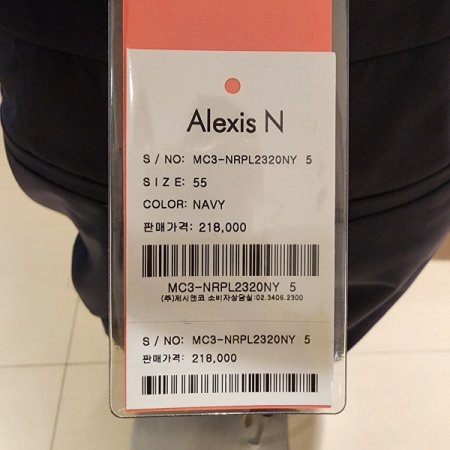 Alexis N
S / NO: MC3-NRPL2320NY 5
SIZE: 55
COLOR: NAVY
판매가격: 218,000
MC3-NRPL2320NY 5
(주)제시앤코 소비자상담실:02.3406.2300
S / NO: MC3-NRPL2320NY 5
판매가격: 218,000